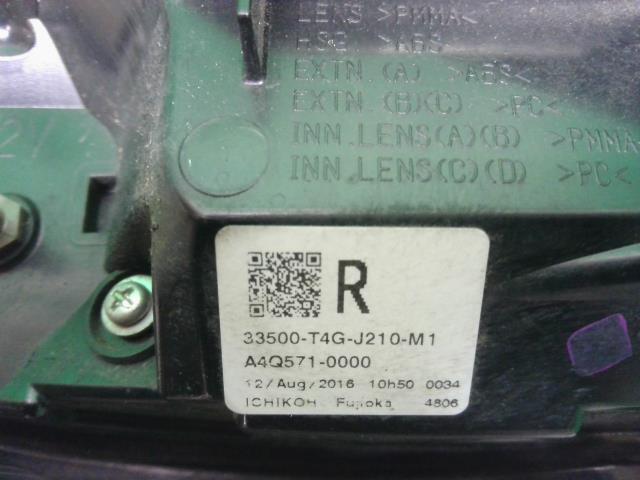 LENS >PMMA<
HSG >ABS
EXTN.(A) >ABS<
EXTN.(B)(C) >PC<
INN.LENS(A)(B) >PMMA<
INN.LENS(C)(D) >PC<
R
33500-T4G-J210-M1
A4Q571-0000
12/Aug/2016 10h50 0034
ICHIKOH Fujioka 4806